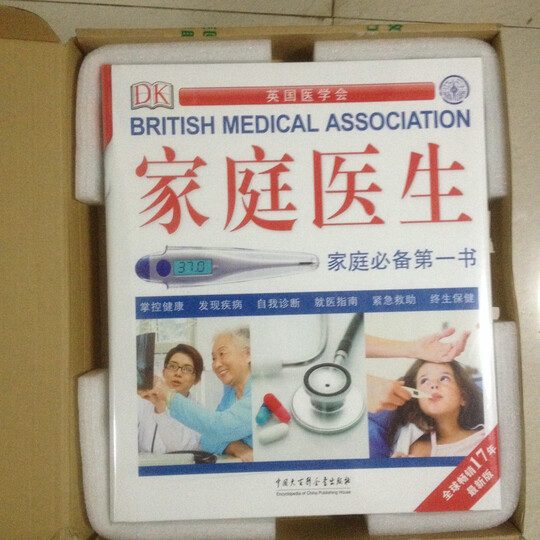 DK
英国医学会
BRITISH MEDICAL ASSOCIATION
家庭医生
37.0
家庭必备第一书
掌控健康 发现疾病 自我诊断 就医指南 紧急救助 终生保健
全球畅销17年
最新版
中国大百科全书出版社
Encyclopedia of China Publishing House